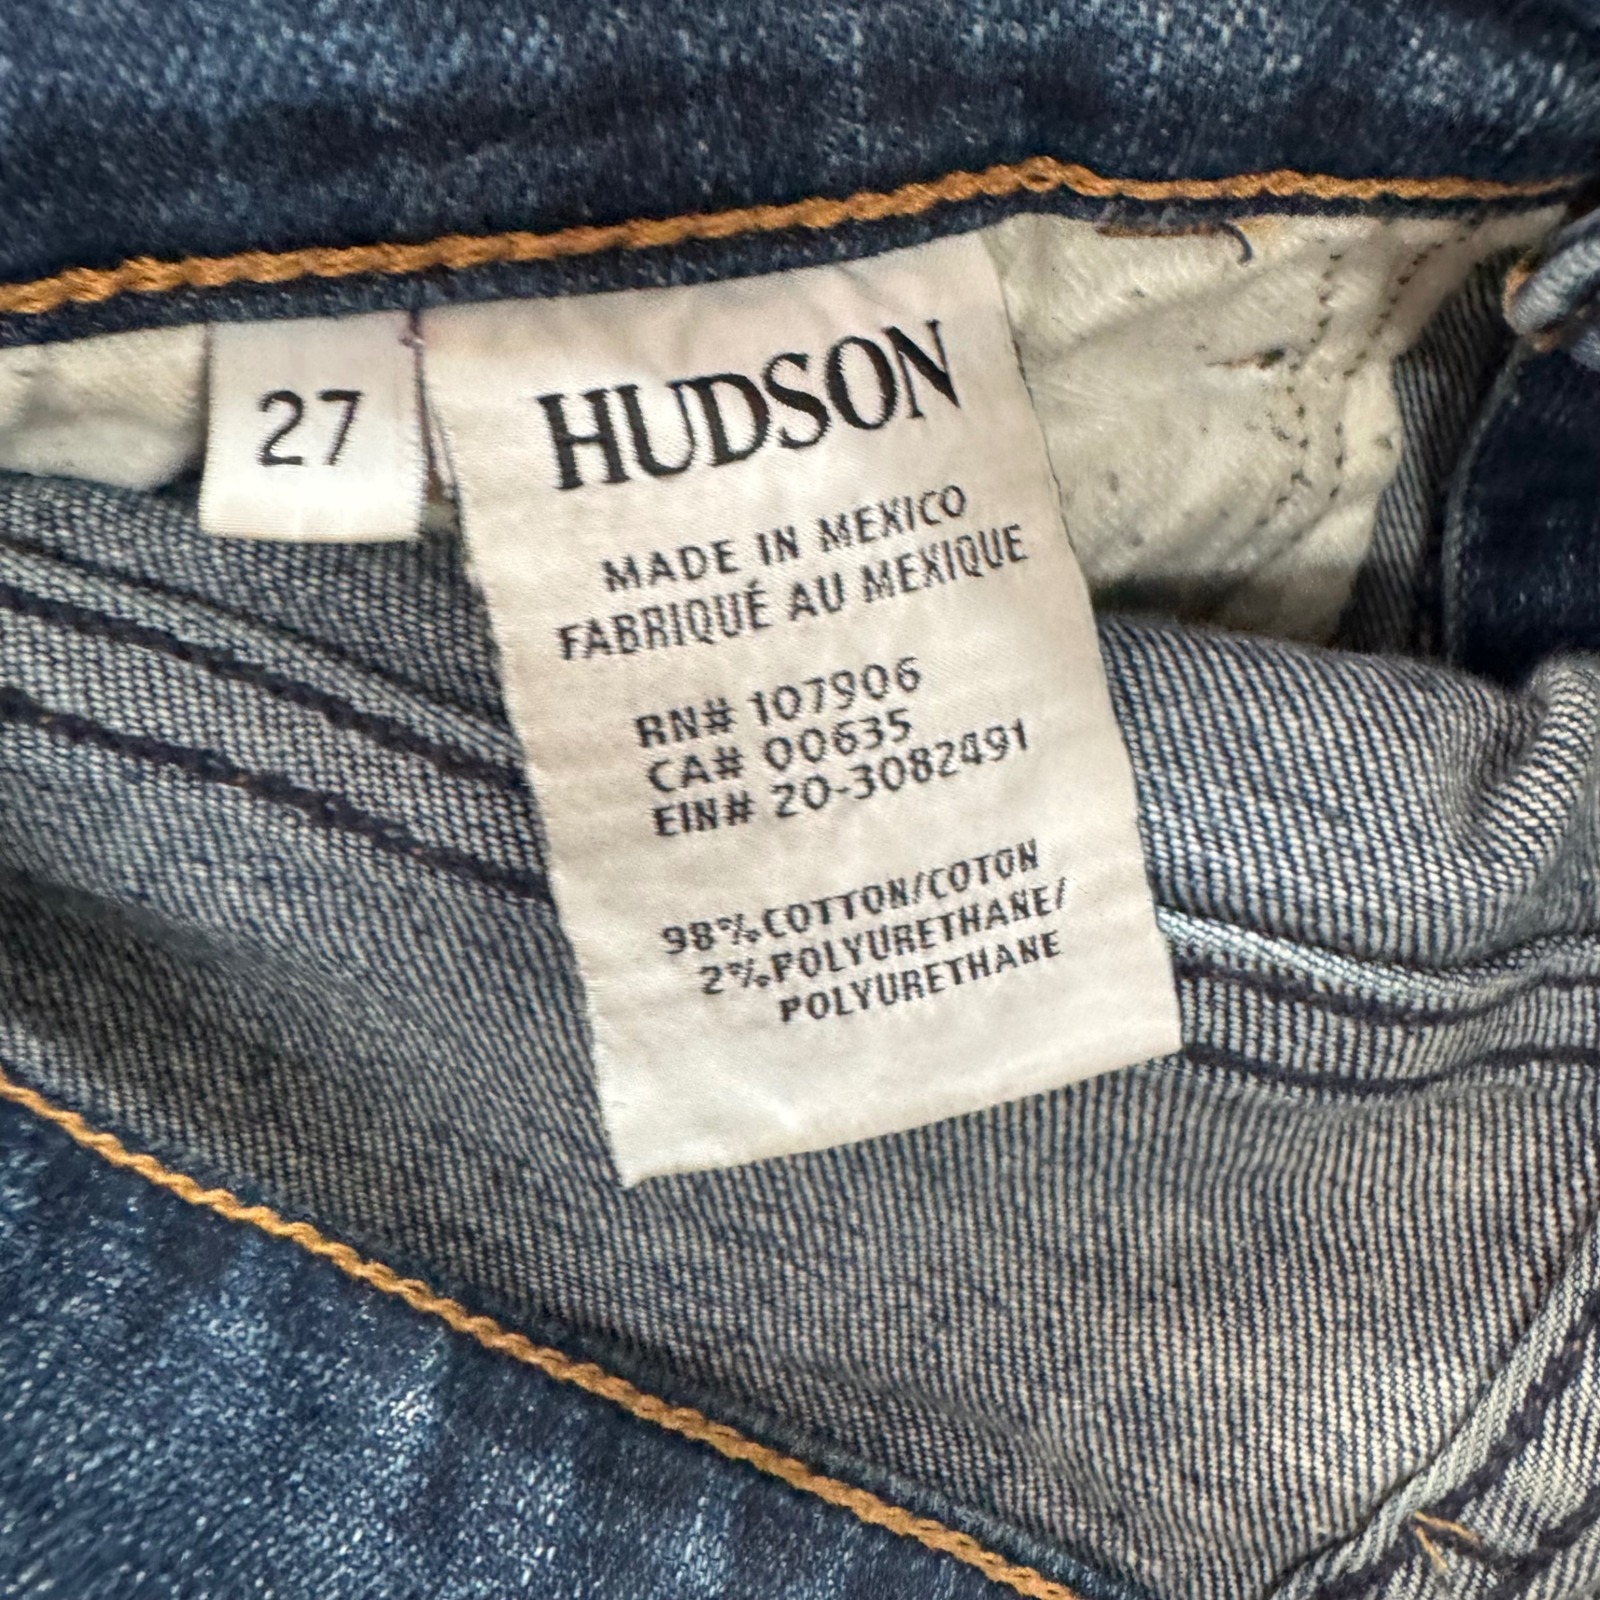 27
HUDSON
MADE IN MEXICO
FABRIQUÉ AU MEXIQUE
RN# 107906
CA# 00635
EIN# 20-3082491
98% COTTON/COTON
2% POLYURETHANE/
POLYURETHANE